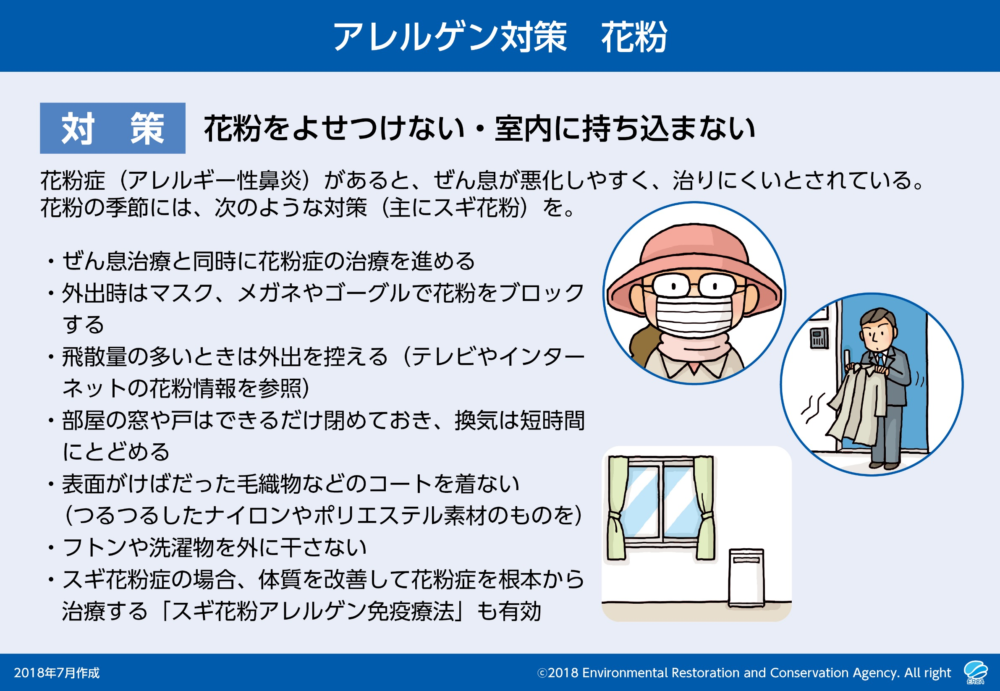 アレルゲン対策　花粉
対　策
花粉をよせつけない・室内に持ち込まない
花粉症（アレルギー性鼻炎）があると、ぜん息が悪化しやすく、治りにくいとされている。
花粉の季節には、次のような対策（主にスギ花粉）を。
・ぜん息治療と同時に花粉症の治療を進める
・外出時はマスク、メガネやゴーグルで花粉をブロック
する
・飛散量の多いときは外出を控える（テレビやインター
ネットの花粉情報を参照）
・部屋の窓や戸はできるだけ閉めておき、換気は短時間
にとどめる
・表面がけばだった毛織物などのコートを着ない
（つるつるしたナイロンやポリエステル素材のものを）
・フトンや洗濯物を外に干さない
・スギ花粉症の場合、体質を改善して花粉症を根本から
治療する「スギ花粉アレルゲン免疫療法」も有効
2018年7月作成
©2018 Environmental Restoration and Conservation Agency. All right
ERCA